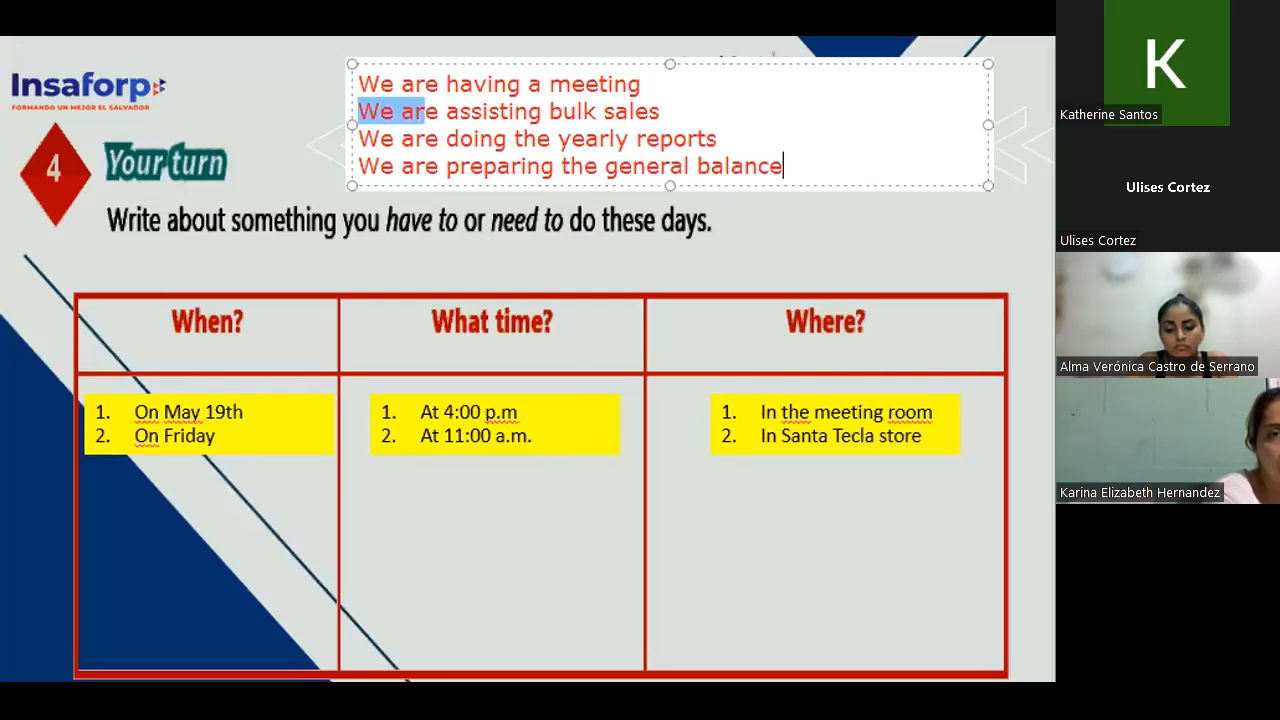 Insaforp
FORMANDO UN MEJOR EL SALVADOR
We are having a meeting
We are assisting bulk sales
We are doing the yearly reports
We are preparing the general balance
4
Your turn
Write about something you have to or need to do these days.
When?
What time?
Where?
1. On May 19th
2. On Friday
1. At 4:00 p.m
2. At 11:00 a.m.
1. In the meeting room
2. In Santa Tecla store
K
Katherine Santos
Ulises Cortez
Ulises Cortez
Alma Verónica Castro de Serrano
Karina Elizabeth Hernandez